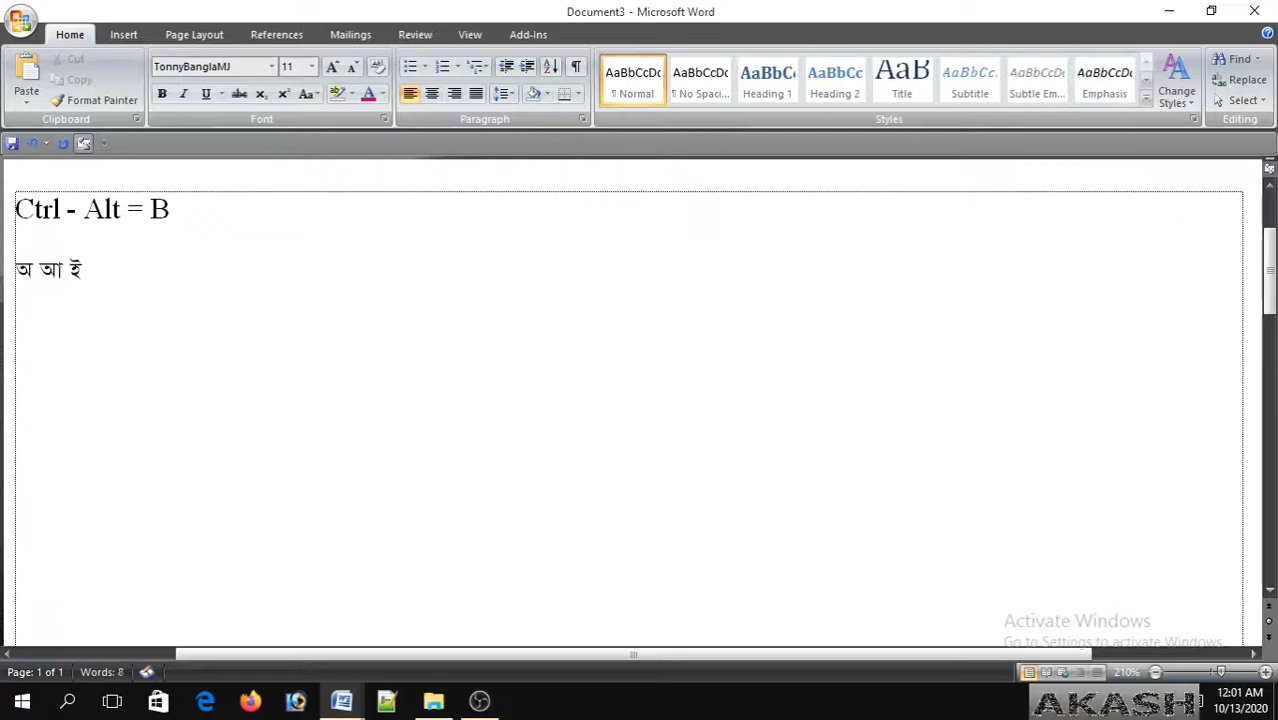 Document3 - Microsoft Word
Home Insert Page Layout References Mailings Review View Add-Ins
Paste
Cut
Copy
Format Painter
Clipboard
TonnyBanglaMJ 11
Font
Paragraph
AaBbCcDc AaBbCcDc AaBbC AaBbCc AaB AaBbCc. AaBbCcDc AaBbCcDc
¶ Normal ¶ No Spaci... Heading 1 Heading 2 Title Subtitle Subtle Em... Emphasis
Change Styles
Styles
Find
Replace
Select
Editing
Ctrl - Alt = B
অ আ ই
Activate Windows
Go to Settings to activate Windows.
Page: 1 of 1 Words: 8 210%
AKASH
12:01 AM
10/13/2020